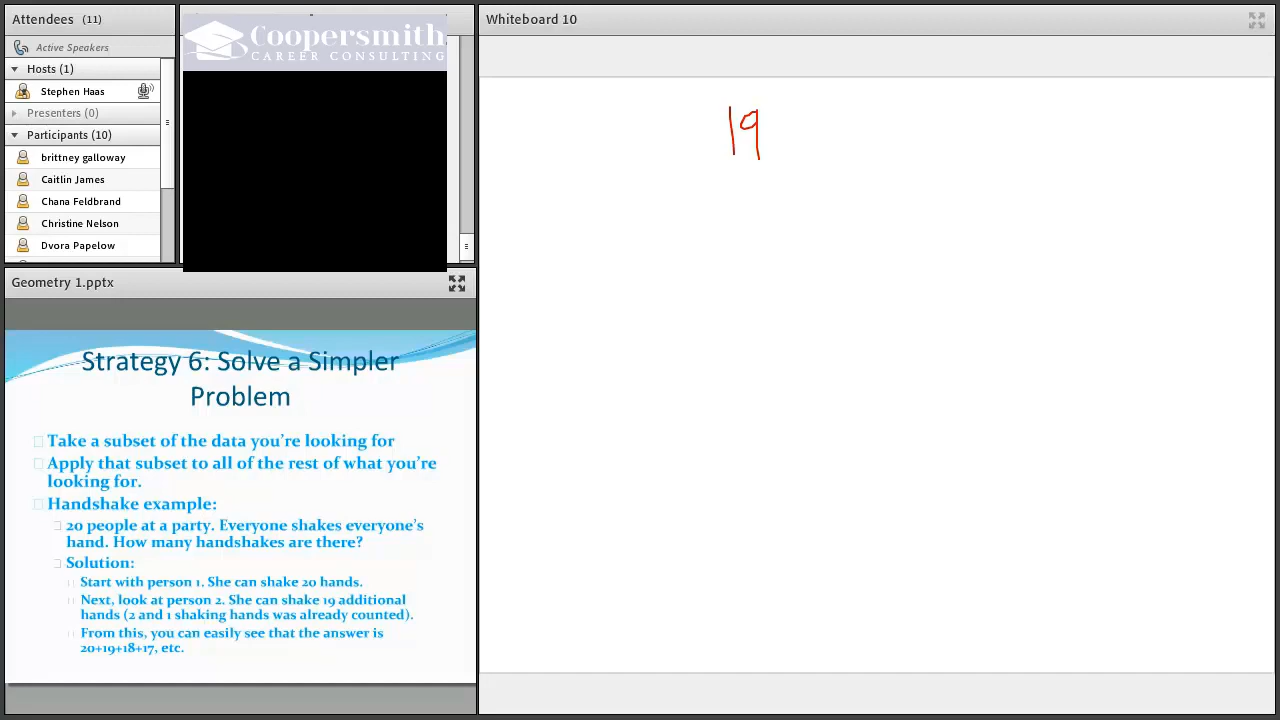 Attendees (11)
Active Speakers
Hosts (1)
Stephen Haas
Presenters (0)
Participants (10)
brittney galloway
Caitlin James
Chana Feldbrand
Christine Nelson
Dvora Papelow
Coopersmith
CAREER CONSULTING
Geometry 1.pptx
Strategy 6: Solve a Simpler
Problem
Take a subset of the data you're looking for
Apply that subset to all of the rest of what you're
looking for.
Handshake example:
20 people at a party. Everyone shakes everyone's
hand. How many handshakes are there?
Solution:
Start with person 1. She can shake 20 hands.
Next, look at person 2. She can shake 19 additional
hands (2 and 1 shaking hands was already counted).
From this, you can easily see that the answer is
20+19+18+17, etc.
Whiteboard 10
19